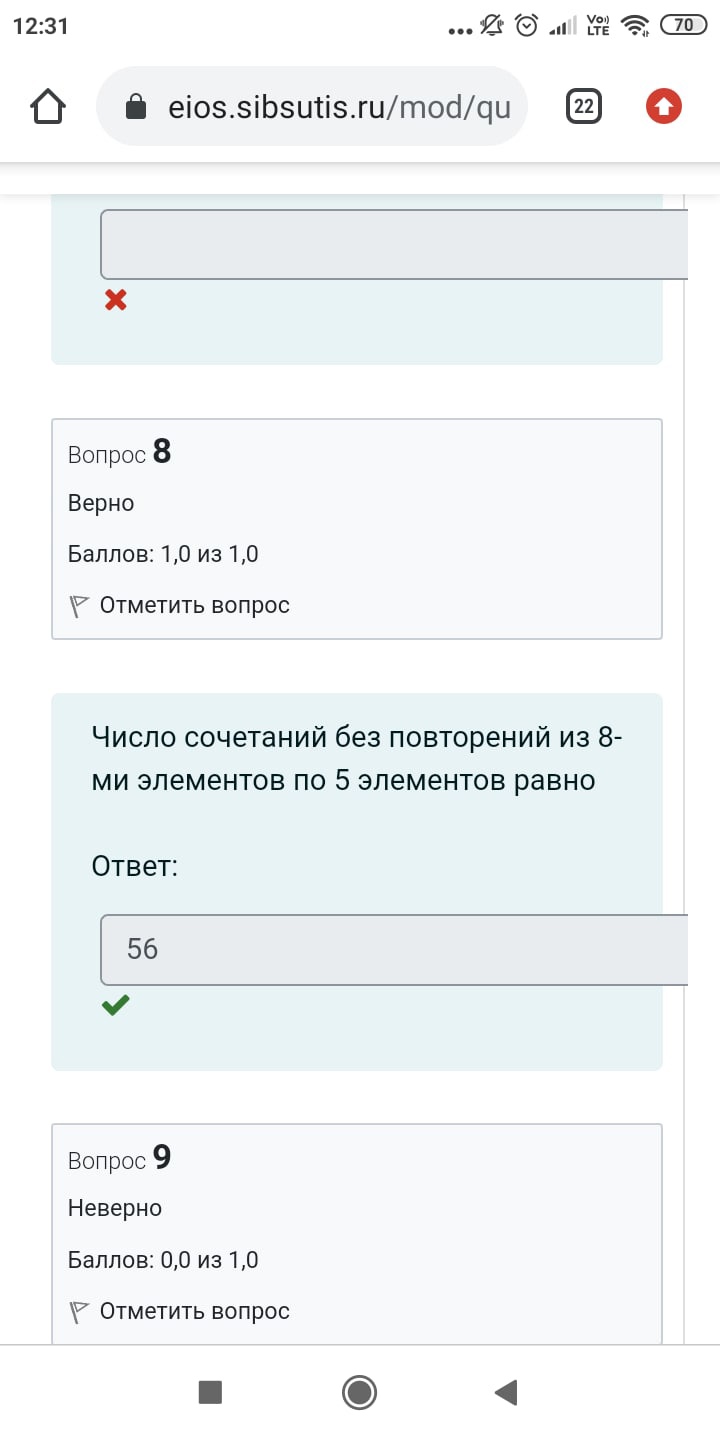 12:31
Vo)) LTE
70
eios.sibsutis.ru/mod/qu
22
Вопрос 8
Верно
Баллов: 1,0 из 1,0
Отметить вопрос
Число сочетаний без повторений из 8-
ми элементов по 5 элементов равно
Ответ:
56
Вопрос 9
Неверно
Баллов: 0,0 из 1,0
Отметить вопрос